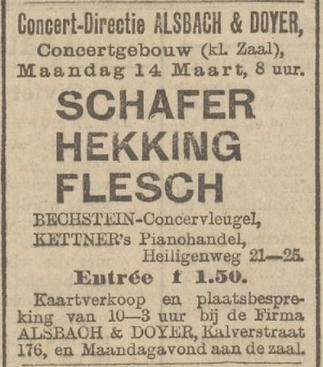 Concert-Directie ALSBACH & DOYER,
Concertgebouw (kl. Zaal),
Maandag 14 Maart, 8 uur.
SCHAFER
HEKKING
FLESCH
BECHSTEIN-Concervleugel,
KETTNER's Pianohandel,
Heiligenweg 21—25.
Entrée f 1.50.
Kaartverkoop en plaatsbespre-
king van 10—3 uur bij de Firma
ALSBACH & DOYER, Kalverstraat
176, en Maandagavond aan de zaal.